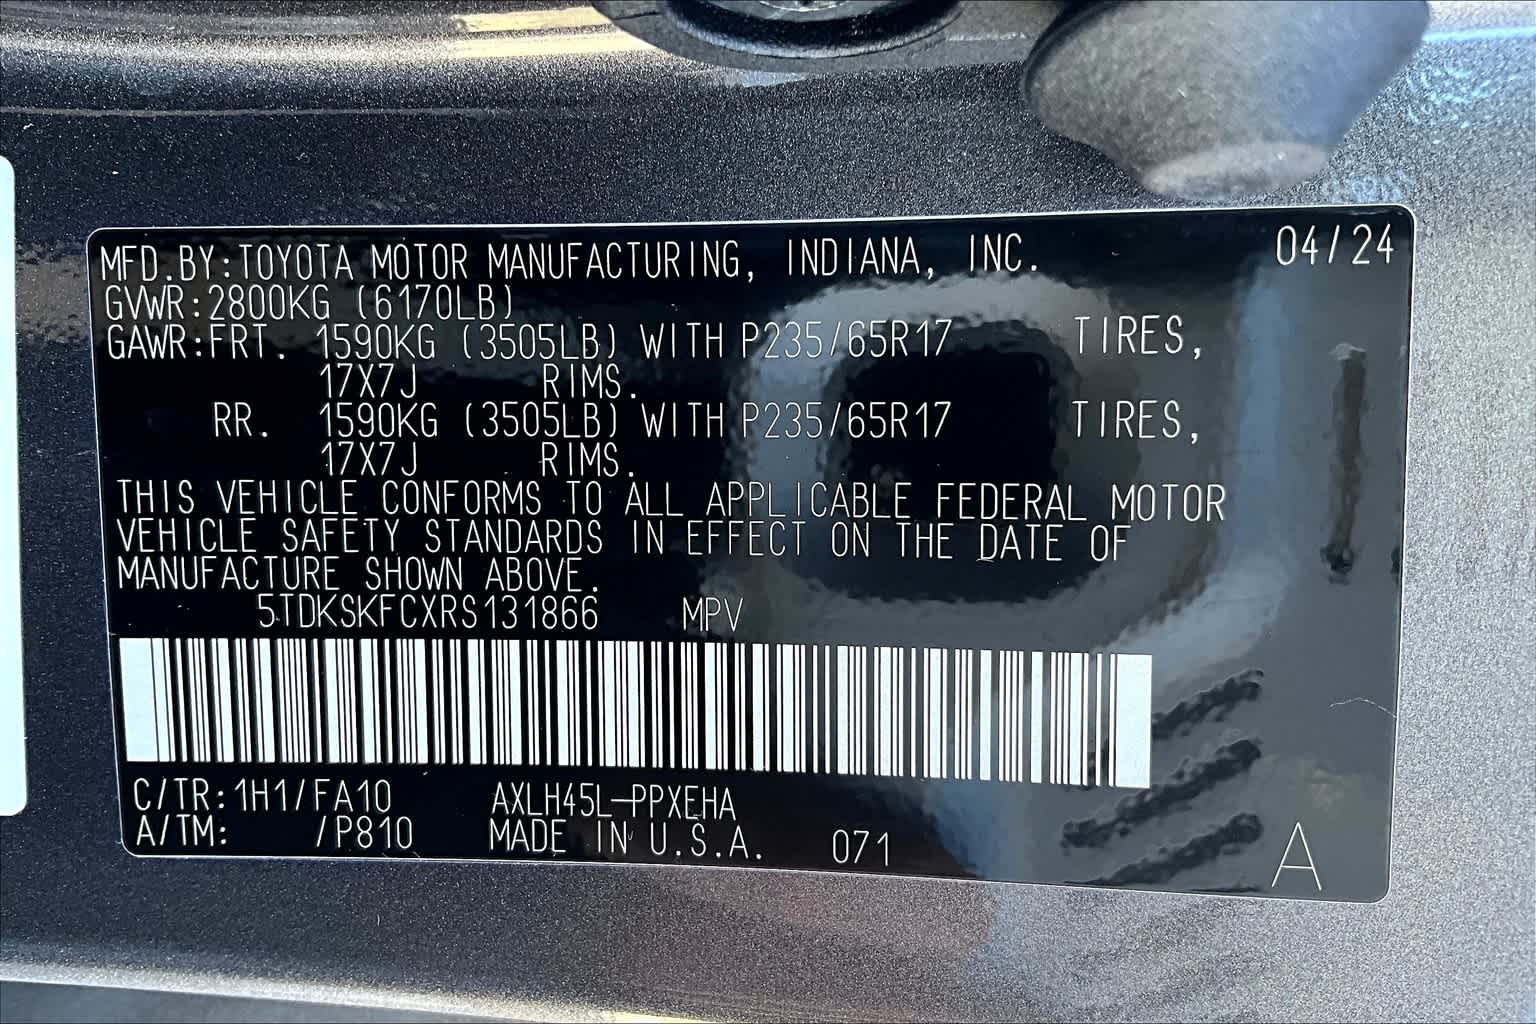 MFD.BY:TOYOTA MOTOR MANUFACTURING, INDIANA, INC. 04/24
GVWR:2800KG (6170LB)
GAWR:FRT. 1590KG (3505LB) WITH P235/65R17 TIRES,
17X7J RIMS.
RR. 1590KG (3505LB) WITH P235/65R17 TIRES,
17X7J RIMS.
THIS VEHICLE CONFORMS TO ALL APPLICABLE FEDERAL MOTOR
VEHICLE SAFETY STANDARDS IN EFFECT ON THE DATE OF
MANUFACTURE SHOWN ABOVE.
5TDKSKFCXRS131866 MPV
C/TR:1H1/FA10 AXLH45L-PPXEHA
A/TM: /P810 MADE IN U.S.A. 071 A